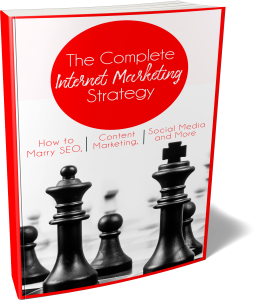 The Complete
Internet Marketing
Strategy
How to
Marry SEO,
Content
Marketing,
Social Media
and More